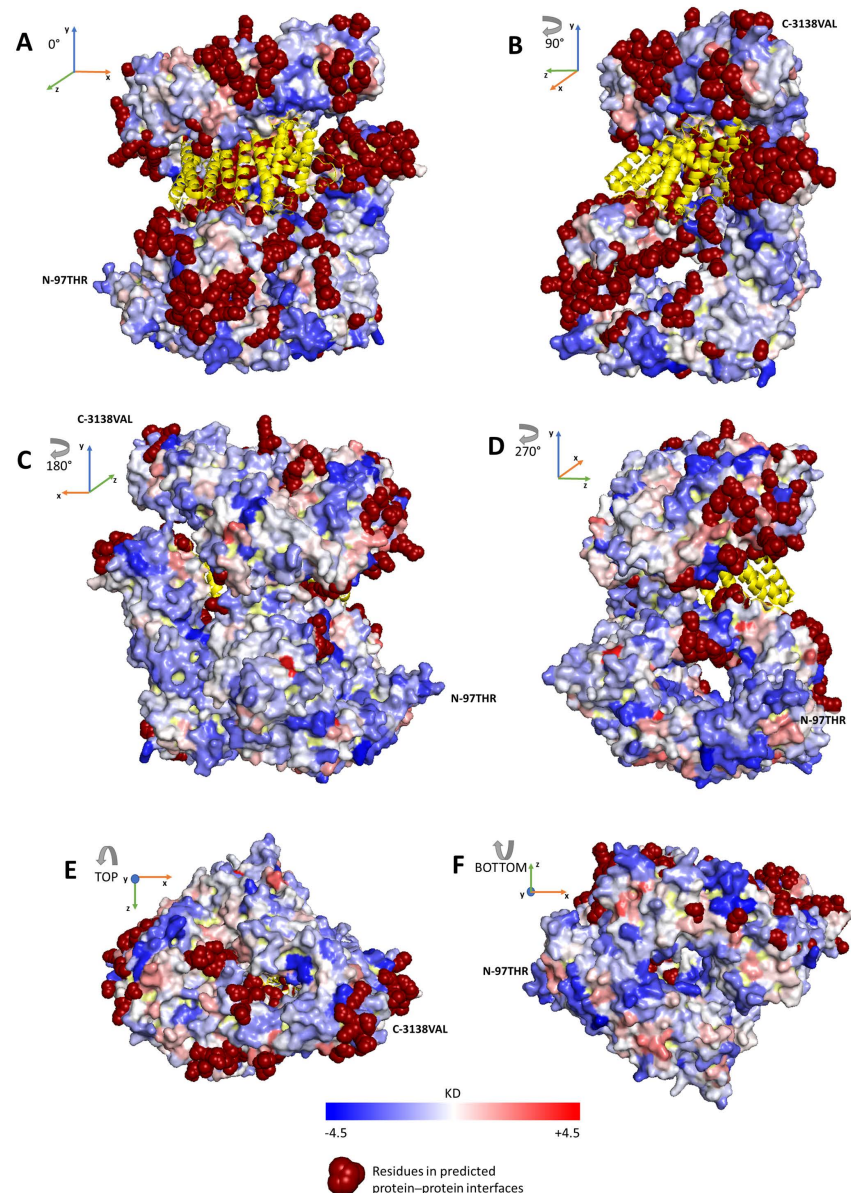 A
0°
y
x
z
N-97THR
B
90°
y
z
x
C-3138VAL
C-3138VAL
C
180°
y
z
x
N-97THR
D
270°
y
x
z
N-97THR
E
TOP
y
x
z
C-3138VAL
F
BOTTOM
z
y
x
N-97THR
KD
-4.5
+4.5
Residues in predicted
protein–protein interfaces